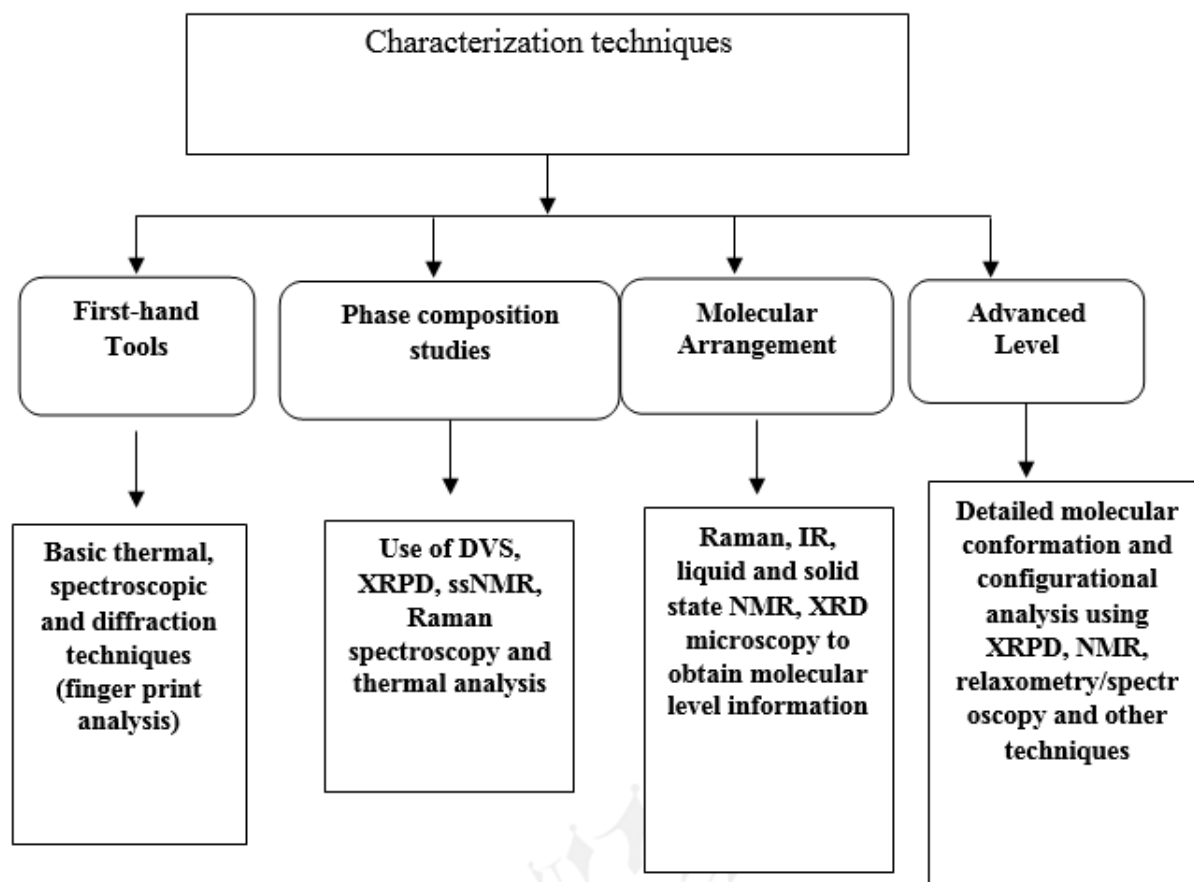 Characterization techniques
First-hand
Tools
Phase composition
studies
Molecular
Arrangement
Advanced
Level
Basic thermal,
spectroscopic
and diffraction
techniques
(finger print
analysis)
Use of DVS,
XRPD, ssNMR,
Raman
spectroscopy and
thermal analysis
Raman, IR,
liquid and solid
state NMR, XRD
microscopy to
obtain molecular
level information
Detailed molecular
conformation and
configurational
analysis using
XRPD, NMR,
relaxometry/spectr
oscopy and other
techniques